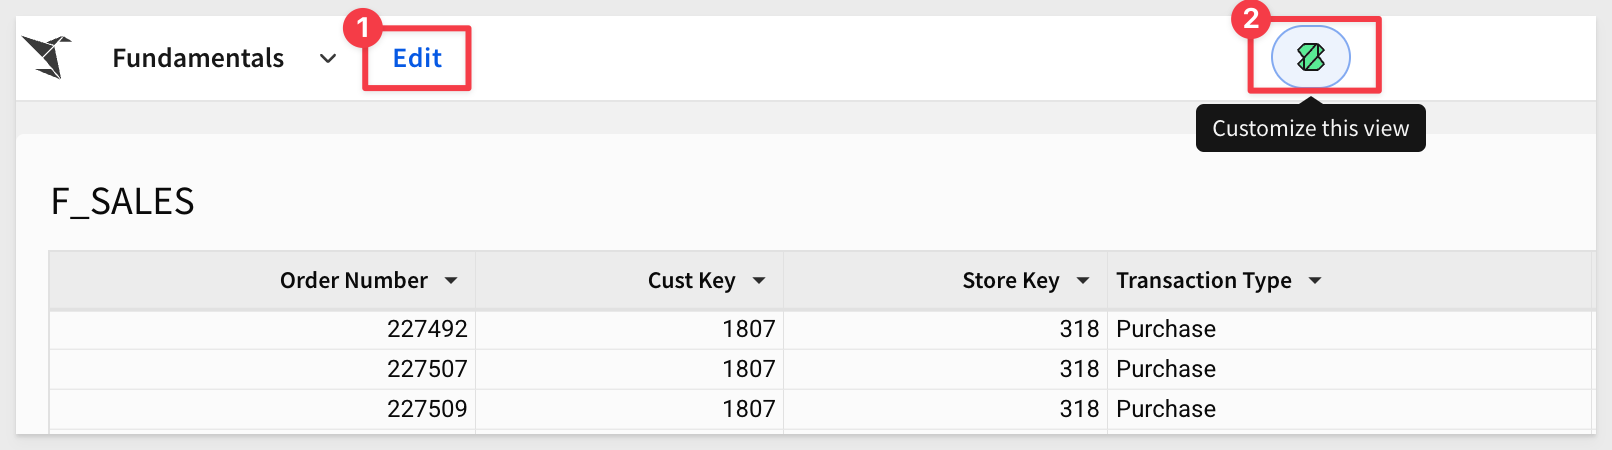 1
2
Fundamentals Edit
Customize this view
F_SALES
Order Number Cust Key Store Key Transaction Type
227492 1807 318 Purchase
227507 1807 318 Purchase
227509 1807 318 Purchase